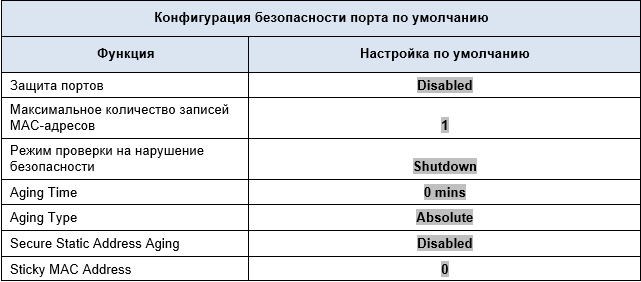 Конфигурация безопасности порта по умолчанию
Функция Настройка по умолчанию
Защита портов Disabled
Максимальное количество записей
MAC-адресов 1
Режим проверки на нарушение
безопасности Shutdown
Aging Time 0 mins
Aging Type Absolute
Secure Static Address Aging Disabled
Sticky MAC Address 0